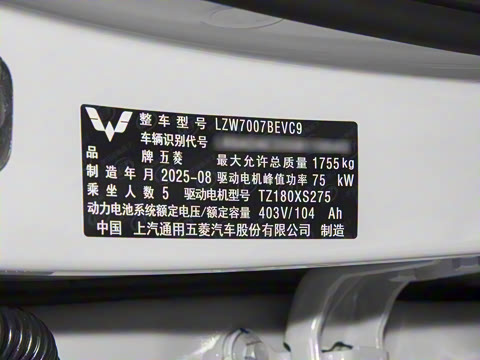 整车型号 LZW7007BEVC9
车辆识别代号
品牌 五菱 最大允许总质量 1755kg
制造年月 2025-08 驱动电机峰值功率 75 kW
乘坐人数 5 驱动电机型号 TZ180XS275
动力电池系统额定电压/额定容量 403V/104 Ah
中国 上汽通用五菱汽车股份有限公司 制造